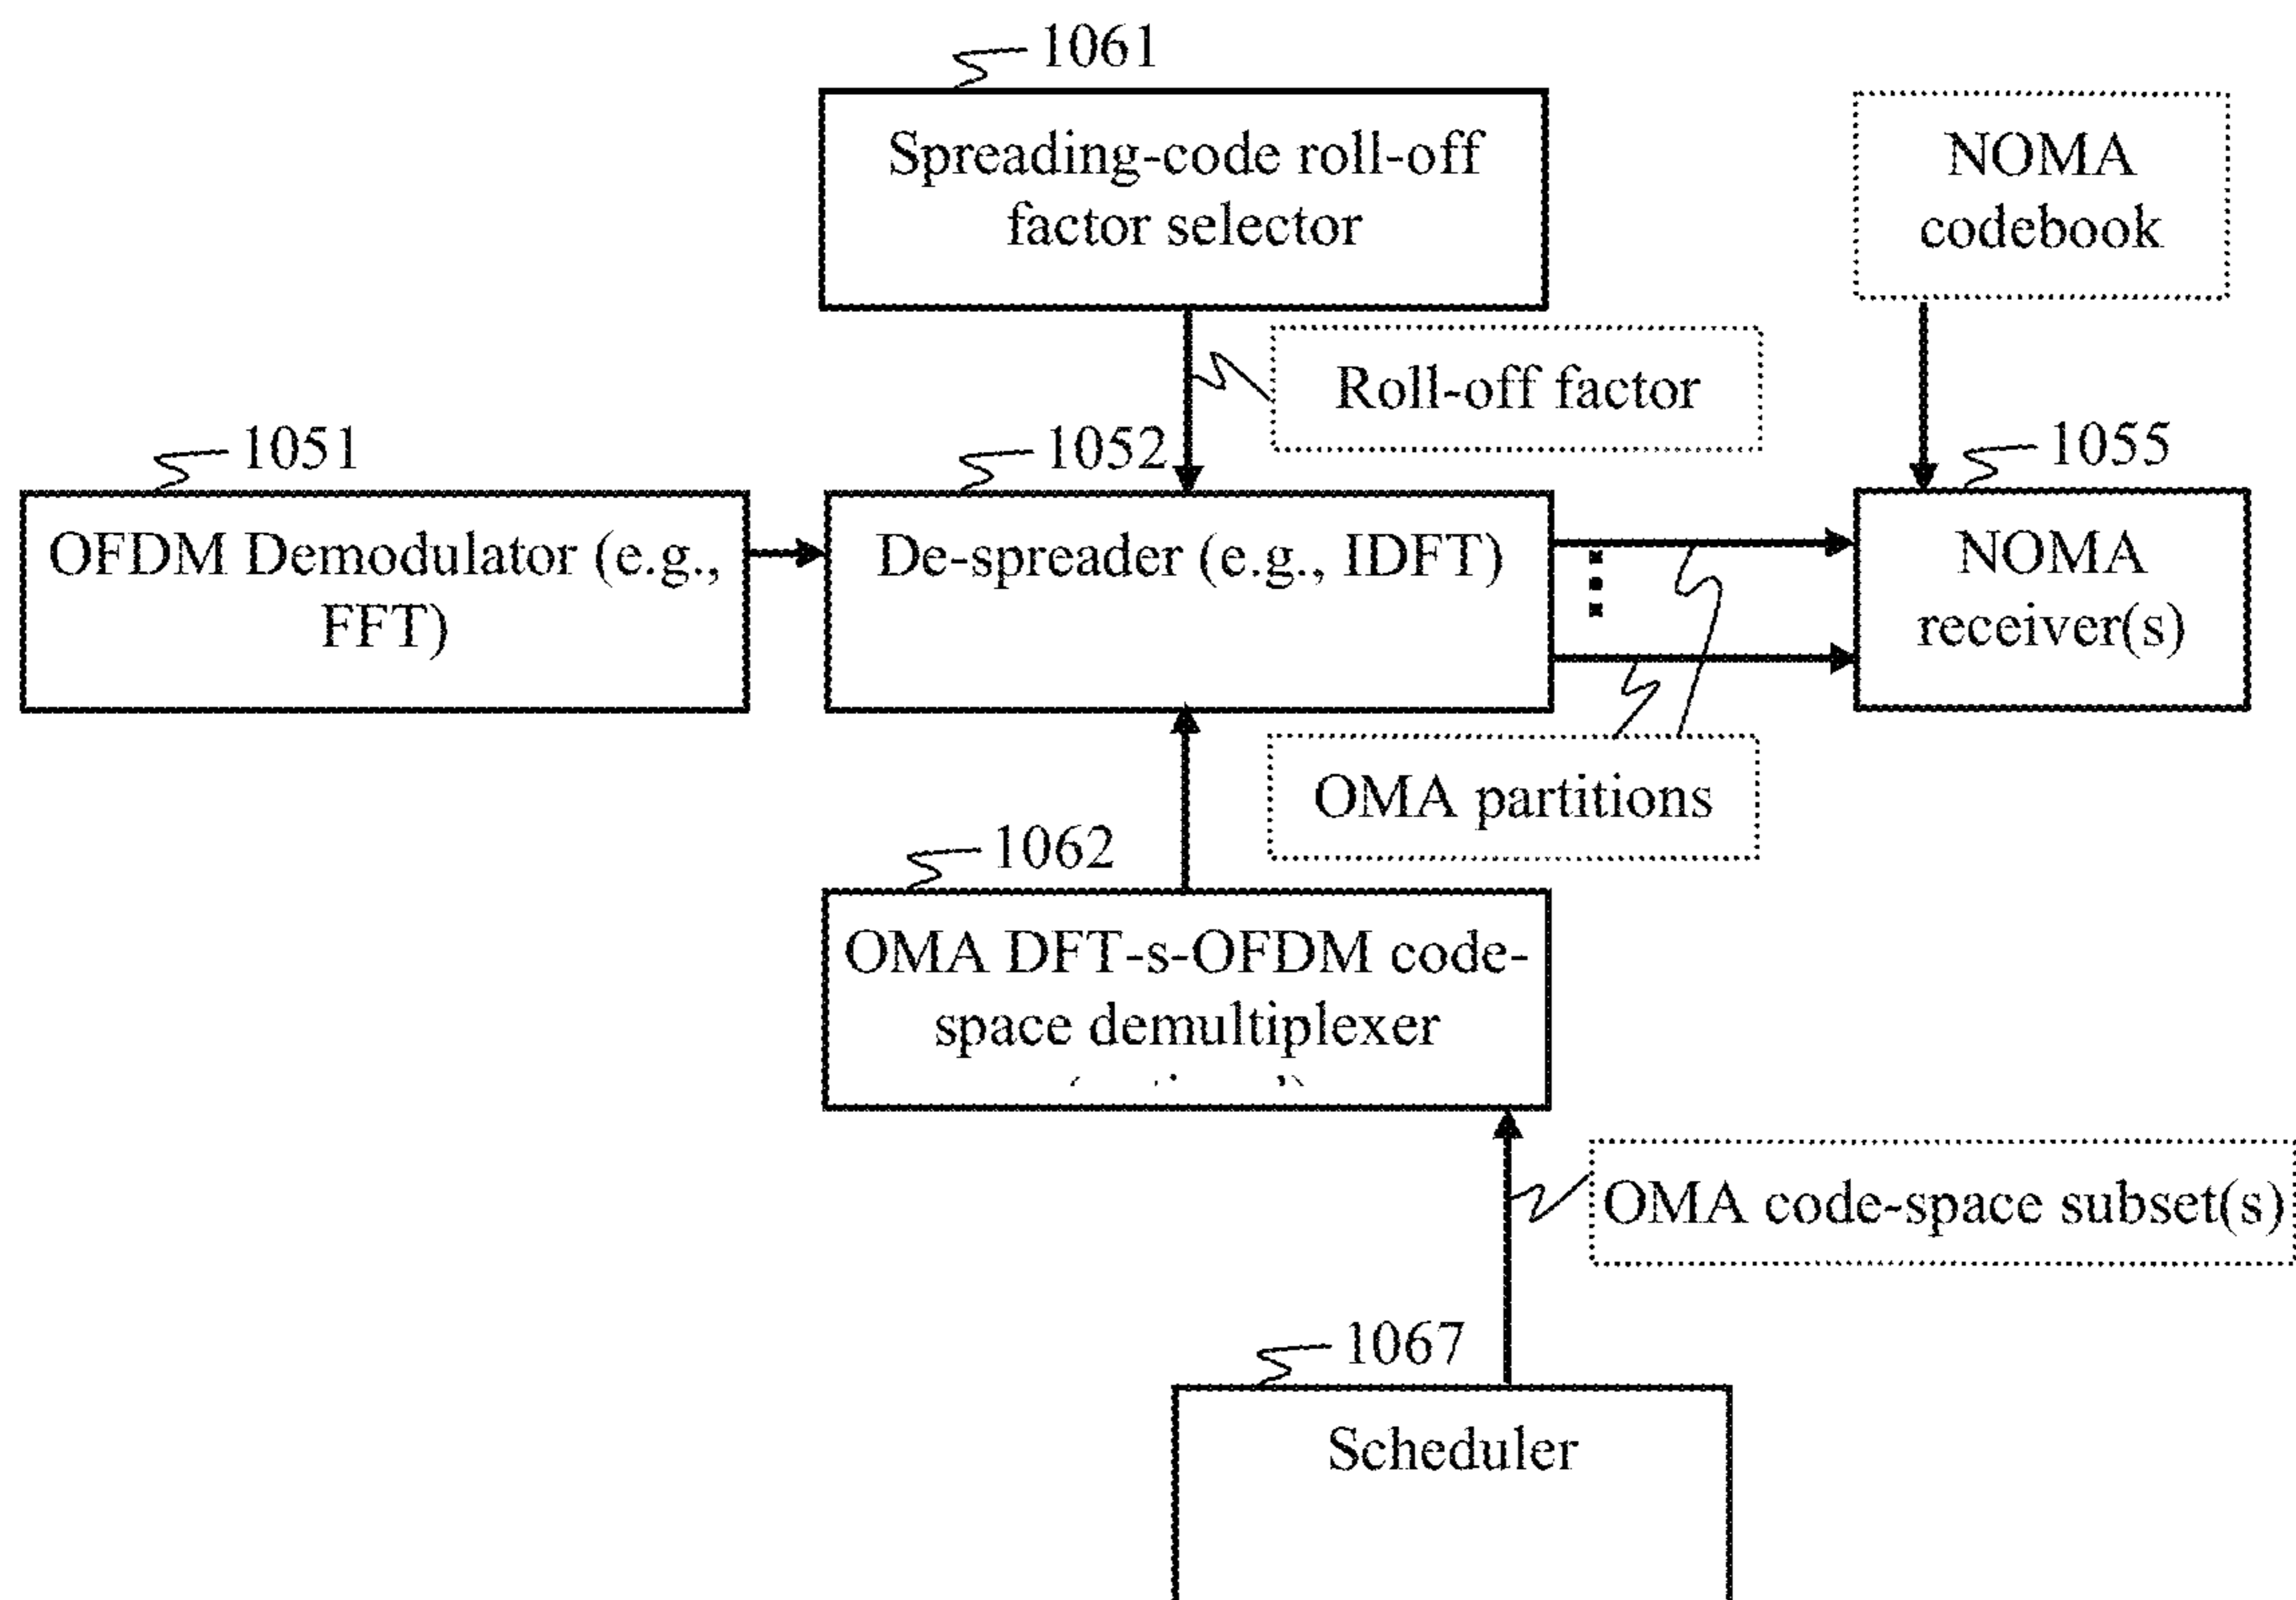 1061
Spreading-code roll-off
factor selector
NOMA
codebook
Roll-off factor
1051
1052
1055
OFDM Demodulator (e.g.,
FFT)
De-spreader (e.g., IDFT)
NOMA
receiver(s)
OMA partitions
1062
OMA DFT-s-OFDM code-
space demultiplexer
OMA code-space subset(s)
1067
Scheduler